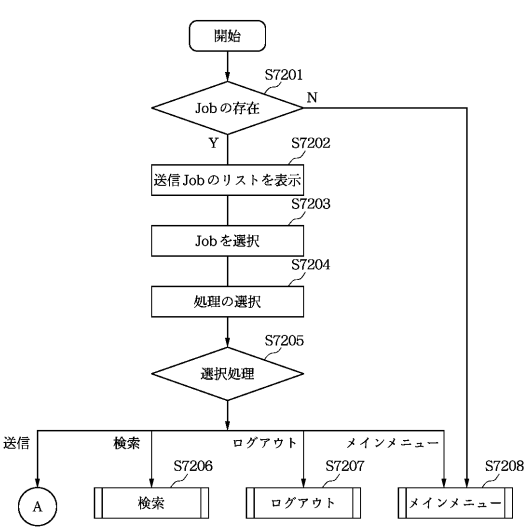 開始
S7201
Jobの存在
N
Y
S7202
送信Jobのリストを表示
S7203
Jobを選択
S7204
処理の選択
S7205
選択処理
送信
検索
ログアウト
メインメニュー
S7206
S7207
S7208
A
検索
ログアウト
メインメニュー